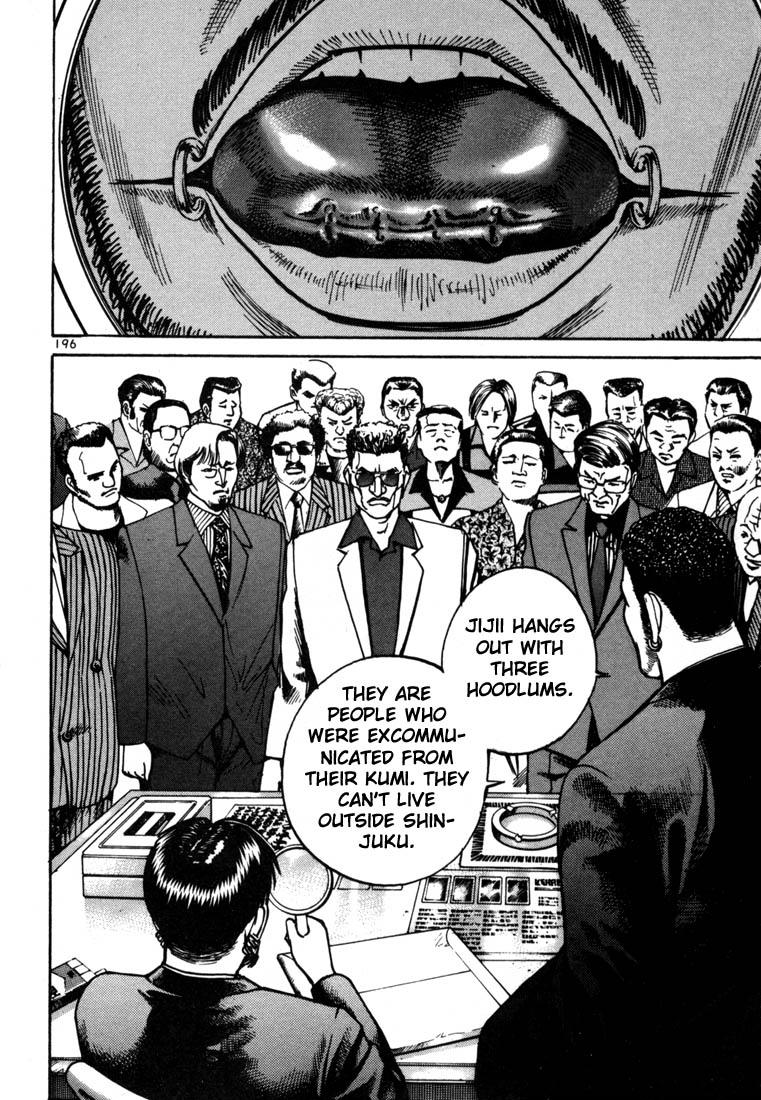 196
JIJII HANGS
OUT WITH
THREE
HOODLUMS.
THEY ARE
PEOPLE WHO
WERE EXCOMMU-
NICATED FROM
THEIR KUMI. THEY
CAN'T LIVE
OUTSIDE SHIN-
JUKU.